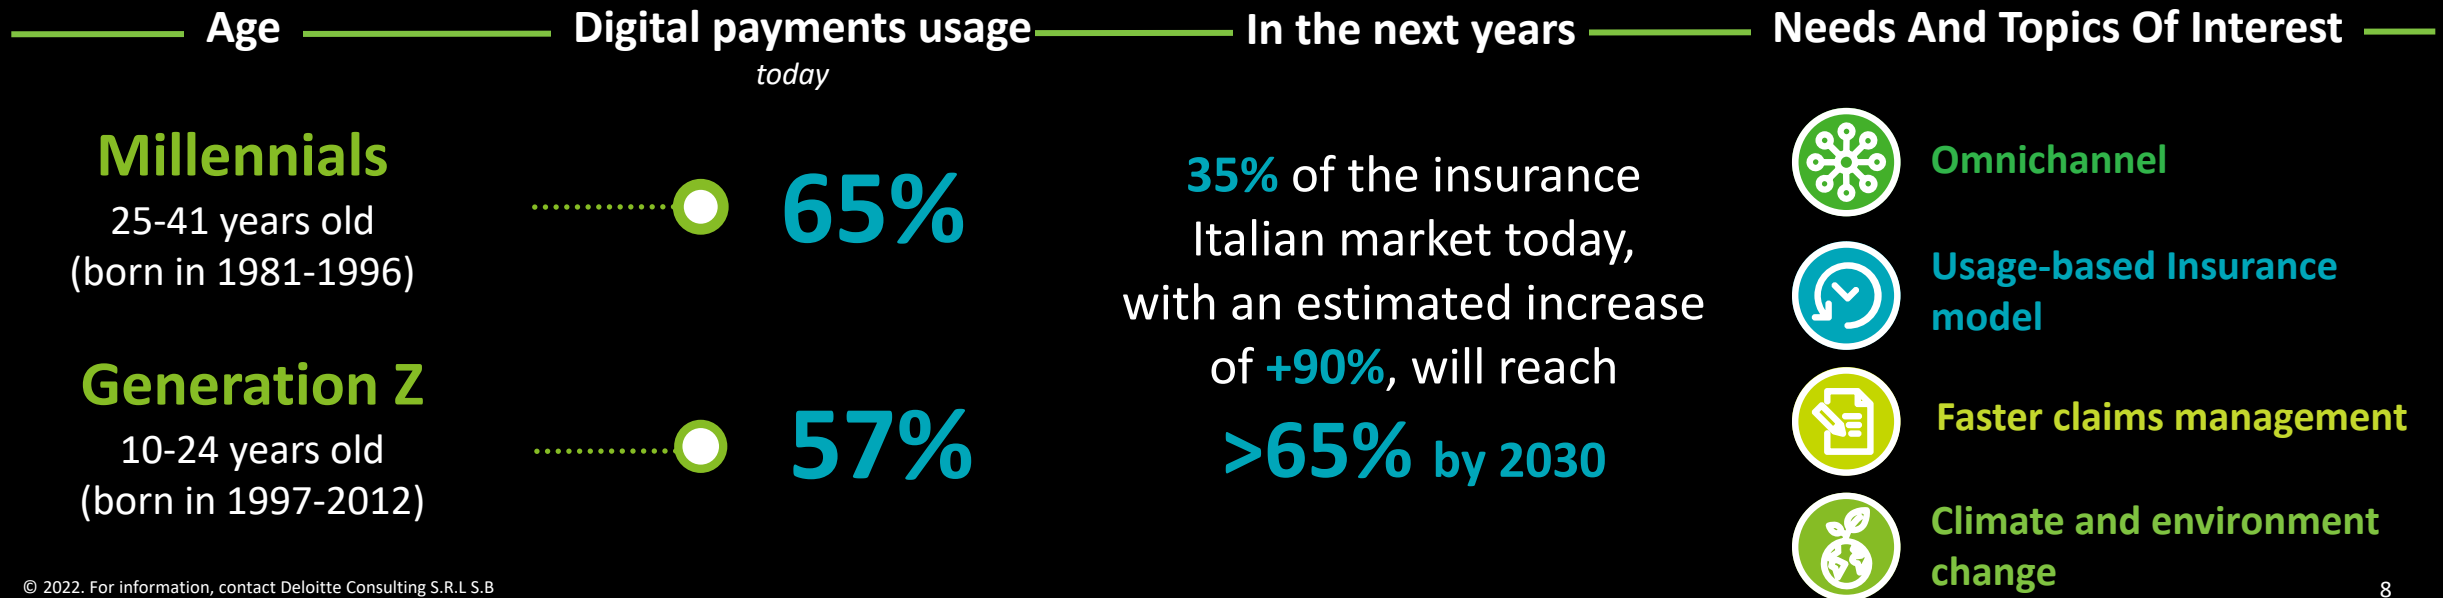 Age
Digital payments usage
today
In the next years
Needs And Topics Of Interest
Millennials
25-41 years old
(born in 1981-1996)
65%
Generation Z
10-24 years old
(born in 1997-2012)
57%
35% of the insurance
Italian market today,
with an estimated increase
of +90%, will reach
>65% by 2030
Omnichannel
Usage-based Insurance
model
Faster claims management
Climate and environment
change
© 2022. For information, contact Deloitte Consulting S.R.L S.B
8